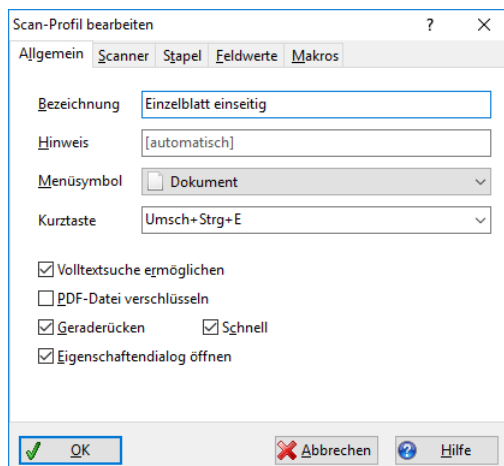 Scan-Profil bearbeiten ?
Allgemein Scanner Stapel Feldwerte Makros
Bezeichnung Einzelblatt einseitig
Hinweis [automatisch]
Menüsymbol Dokument
Kurztaste Umsch+Strg+E
Volltextsuche ermöglichen
PDF-Datei verschlüsseln
Geraderücken Schnell
Eigenschaftendialog öffnen
OK Abbrechen ? Hilfe